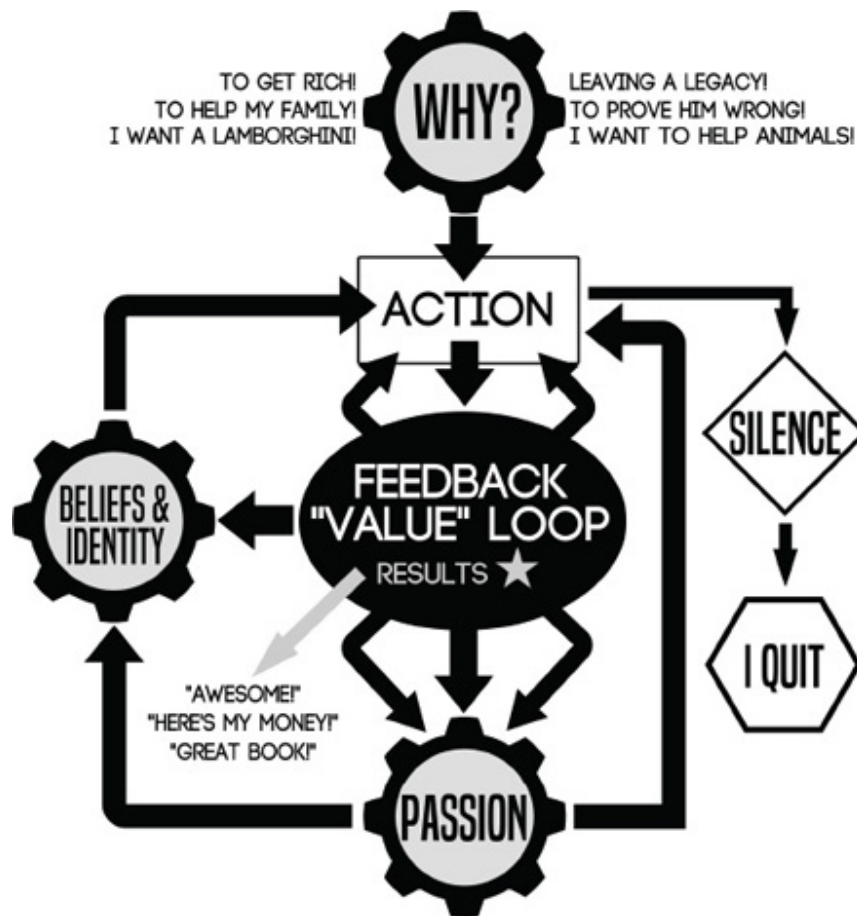 TO GET RICH!
TO HELP MY FAMILY!
I WANT A LAMBORGHINI!
WHY?
LEAVING A LEGACY!
TO PROVE HIM WRONG!
I WANT TO HELP ANIMALS!
ACTION
SILENCE
I QUIT
FEEDBACK
"VALUE" LOOP
RESULTS
BELIEFS &
IDENTITY
"AWESOME!"
"HERE'S MY MONEY!"
"GREAT BOOK!"
PASSION